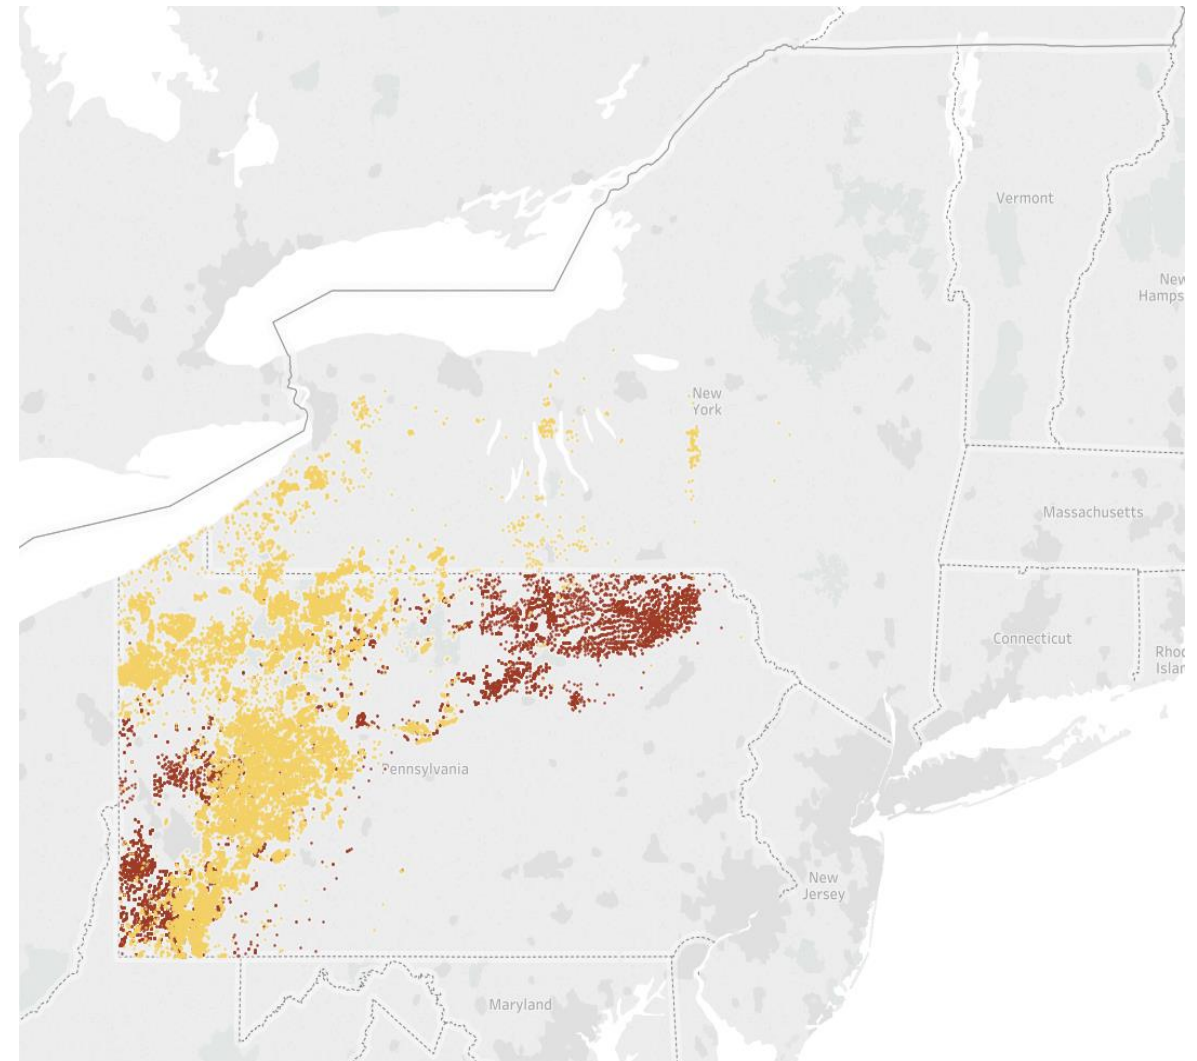 Vermont
New
Hamps
New
York
Massachusetts
Connecticut
Rhod
Islan
Pennsylvania
New
Jersey
Maryland